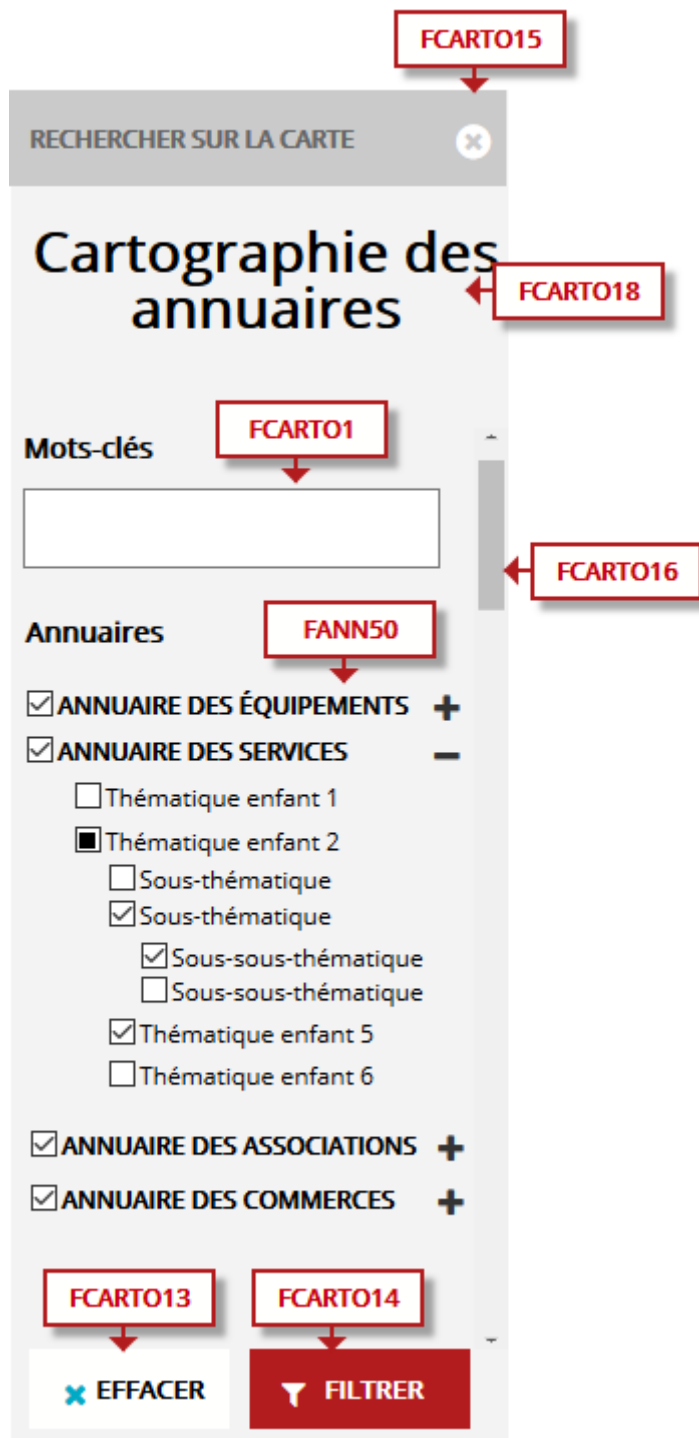 FCARTO15
RECHERCHER SUR LA CARTE
Cartographie des
annuaires
FCARTO18
Mots-clés
FCARTO1
FCARTO16
Annuaires
FANN50
ANNUAIRE DES ÉQUIPEMENTS
ANNUAIRE DES SERVICES
Thématique enfant 1
Thématique enfant 2
Sous-thématique
Sous-thématique
Sous-sous-thématique
Sous-sous-thématique
Thématique enfant 5
Thématique enfant 6
ANNUAIRE DES ASSOCIATIONS
ANNUAIRE DES COMMERCES
FCARTO13
FCARTO14
EFFACER
FILTRER